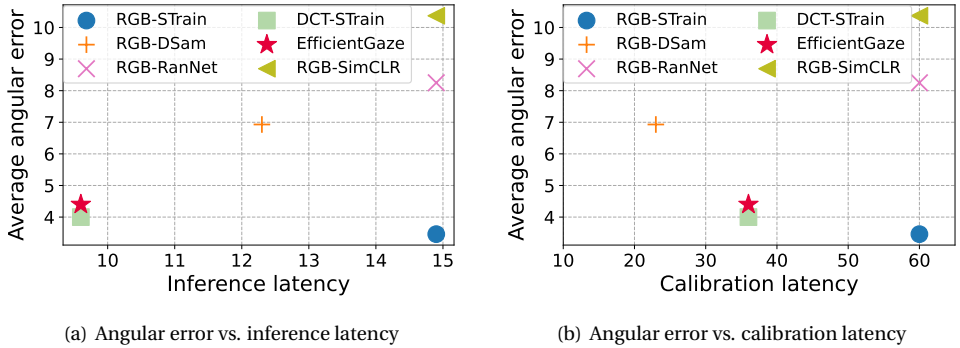 Average angular error
10
9
8
7
6
5
4
RGB-STrain
RGB-DSam
RGB-RanNet
DCT-STrain
EfficientGaze
RGB-SimCLR
10 11 12 13 14 15
Inference latency
(a) Angular error vs. inference latency
Average angular error
10
9
8
7
6
5
4
RGB-STrain
RGB-DSam
RGB-RanNet
DCT-STrain
EfficientGaze
RGB-SimCLR
10 20 30 40 50 60
Calibration latency
(b) Angular error vs. calibration latency